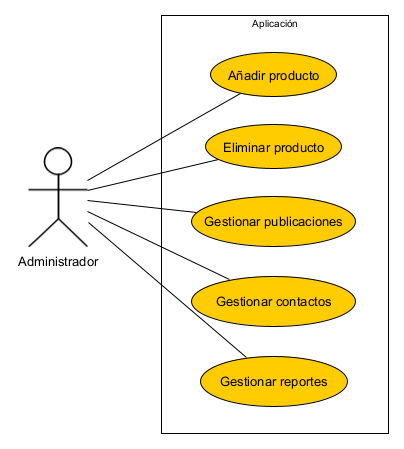 Aplicación
Añadir producto
Eliminar producto
Gestionar publicaciones
Administrador
Gestionar contactos
Gestionar reportes